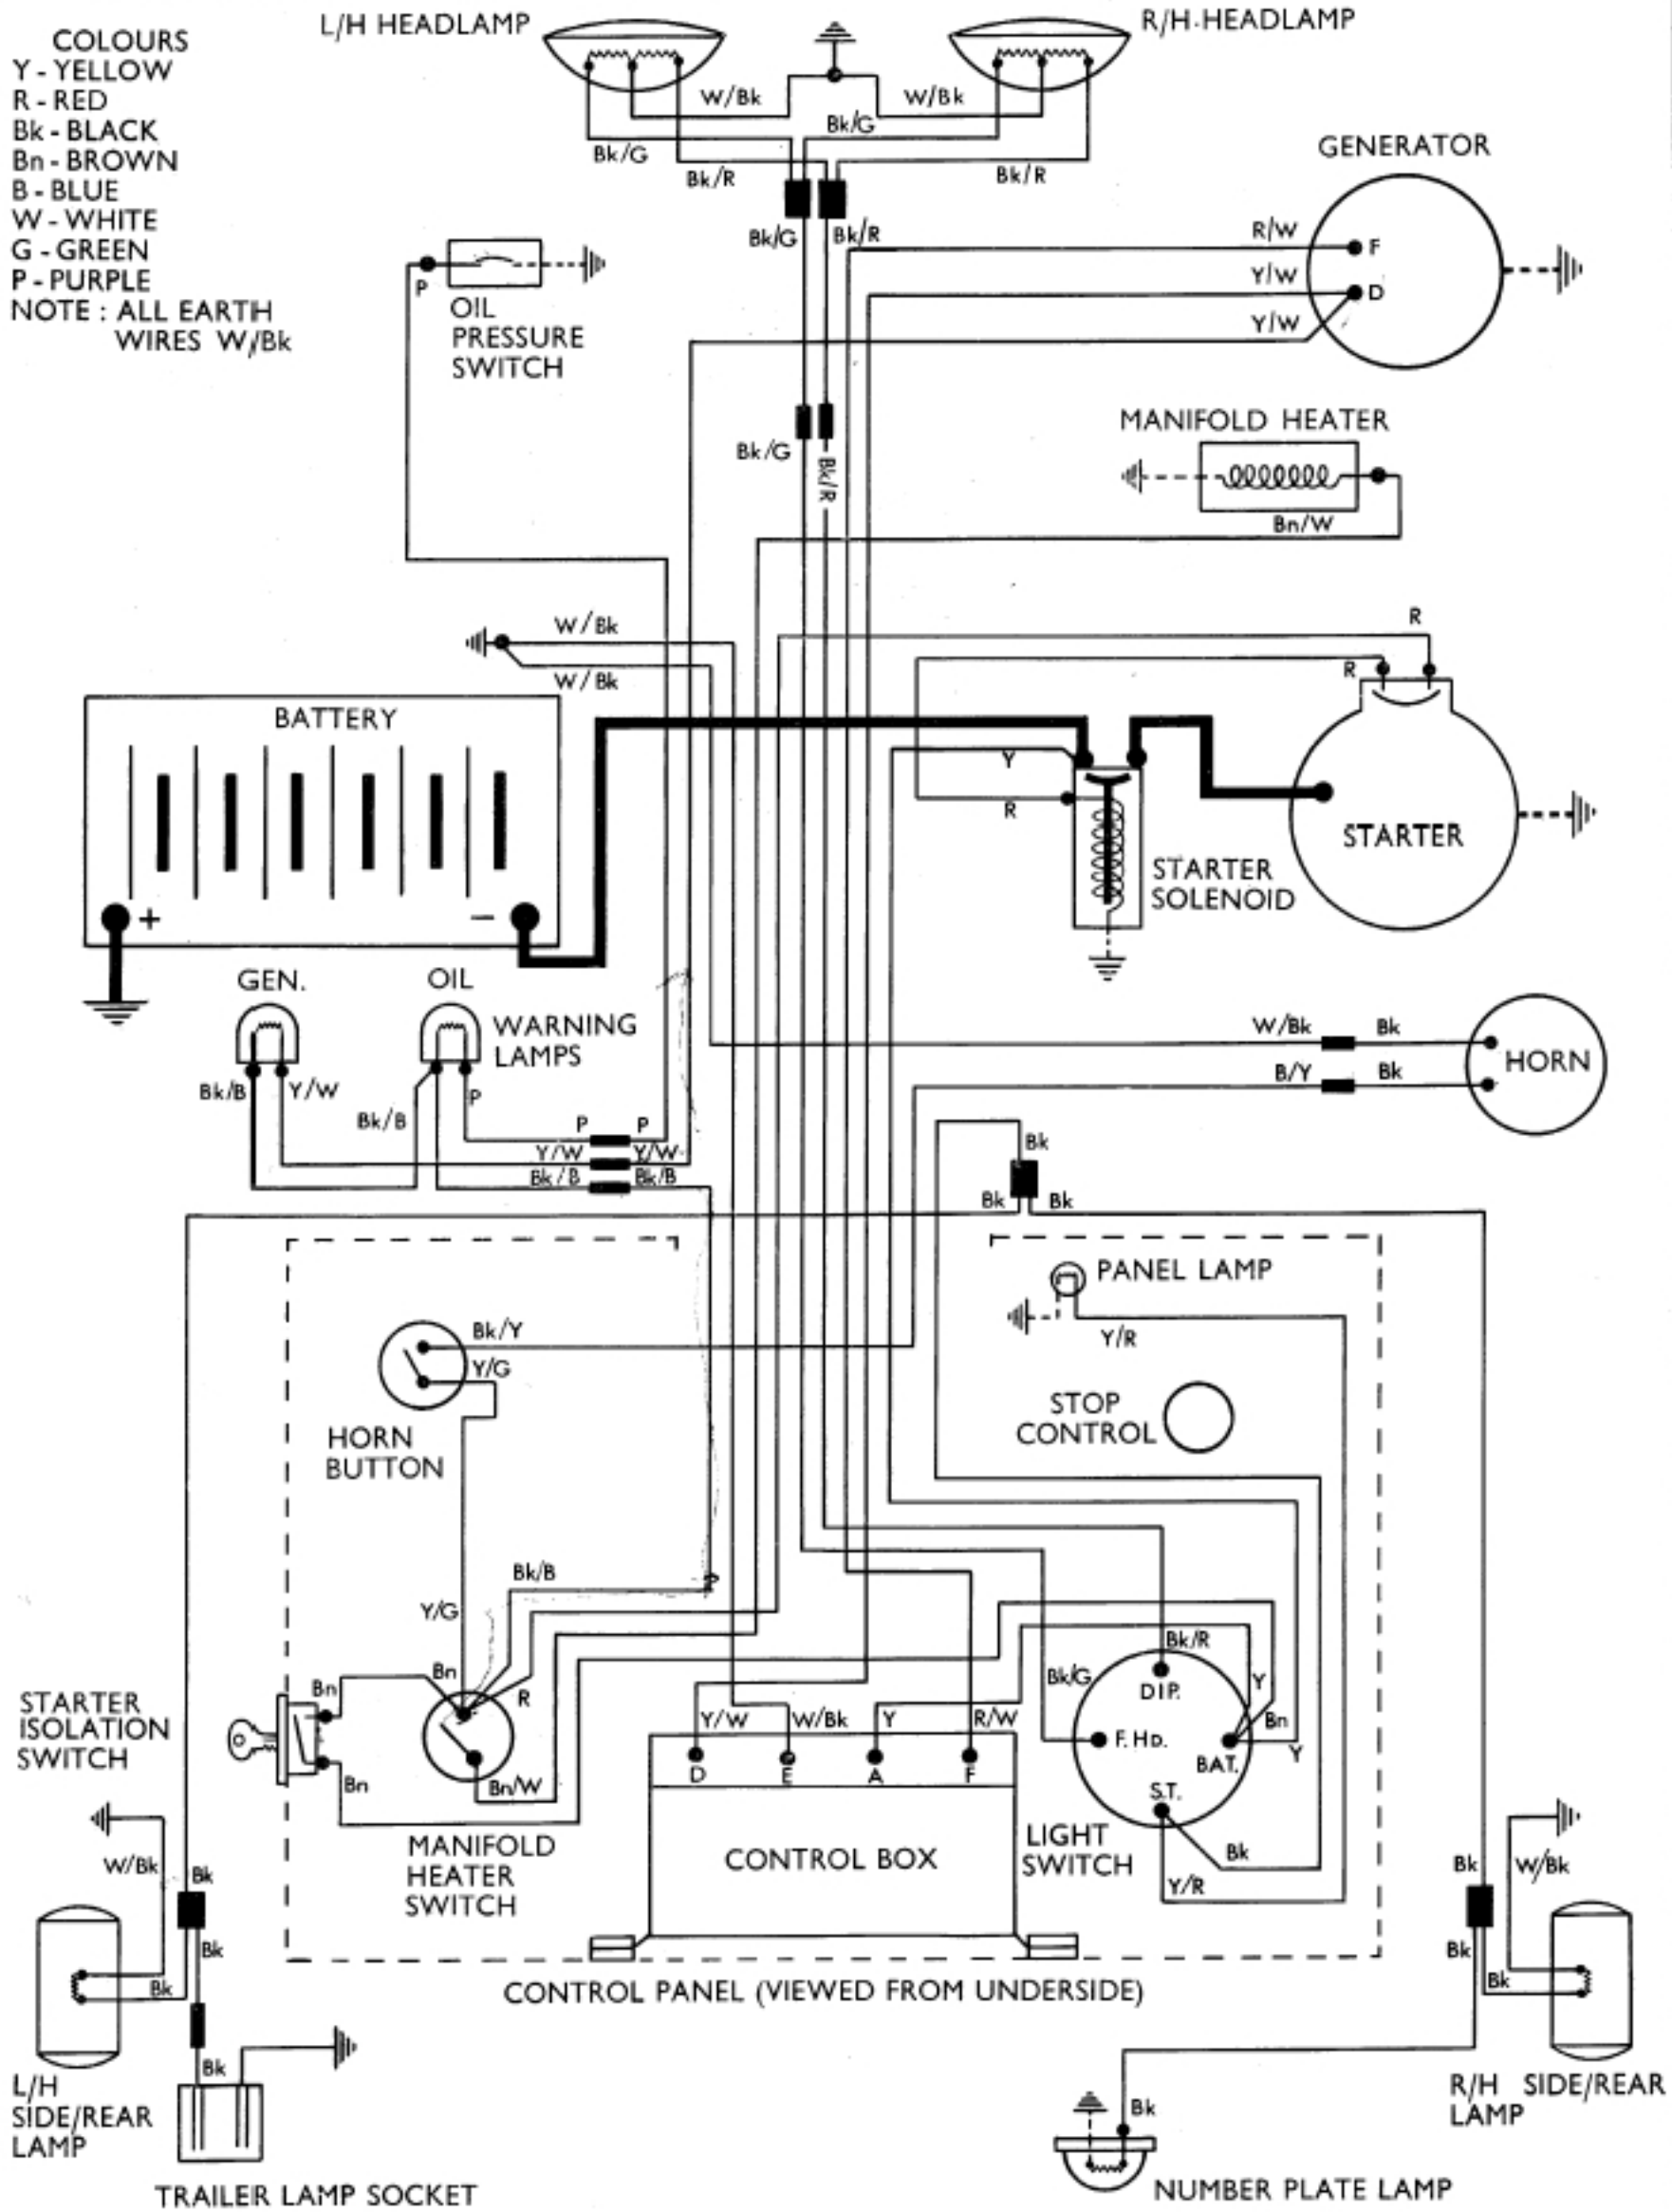 L/H HEADLAMP
R/H·HEADLAMP
COLOURS
Y - YELLOW
R - RED
Bk - BLACK
Bn - BROWN
B - BLUE
W - WHITE
G - GREEN
P - PURPLE
NOTE : ALL EARTH
WIRES W/Bk
W/Bk
W/Bk
Bk/G
Bk/G
Bk/R
Bk/R
Bk/G
Bk/R
GENERATOR
R/W
F
Y/W
D
Y/W
P
OIL
PRESSURE
SWITCH
Bk/G
Bk/R
MANIFOLD HEATER
Bn/W
W/Bk
W/Bk
R
R
BATTERY
+
−
Y
R
STARTER
SOLENOID
STARTER
GEN.
OIL
WARNING
LAMPS
Bk/B
Y/W
Bk/B
P
P
P
Y/W
Y/W
Bk/B
Bk/B
W/Bk
Bk
B/Y
Bk
HORN
Bk
Bk
Bk
PANEL LAMP
Y/R
Bk/Y
Y/G
HORN
BUTTON
STOP
CONTROL
Bk/B
Y/G
Bn
Bn
R
Bn
Bn/W
STARTER
ISOLATION
SWITCH
MANIFOLD
HEATER
SWITCH
Y/W
W/Bk
Y
R/W
D
E
A
F
CONTROL BOX
Bk/R
Bk/G
Y
Bn
Y
DIP.
F. HD.
BAT.
S.T.
LIGHT
SWITCH
Bk
Y/R
CONTROL PANEL (VIEWED FROM UNDERSIDE)
W/Bk
Bk
Bk
Bk
Bk
L/H
SIDE/REAR
LAMP
TRAILER LAMP SOCKET
Bk
W/Bk
Bk
Bk
R/H SIDE/REAR
LAMP
Bk
NUMBER PLATE LAMP